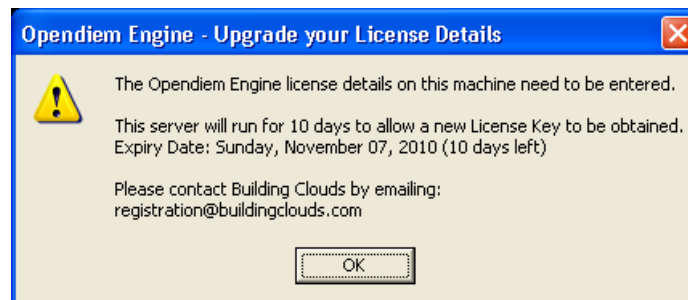 Opendiem Engine - Upgrade your License Details
The Opendiem Engine license details on this machine need to be entered.
This server will run for 10 days to allow a new License Key to be obtained.
Expiry Date: Sunday, November 07, 2010 (10 days left)
Please contact Building Clouds by emailing:
registration@buildingclouds.com
OK